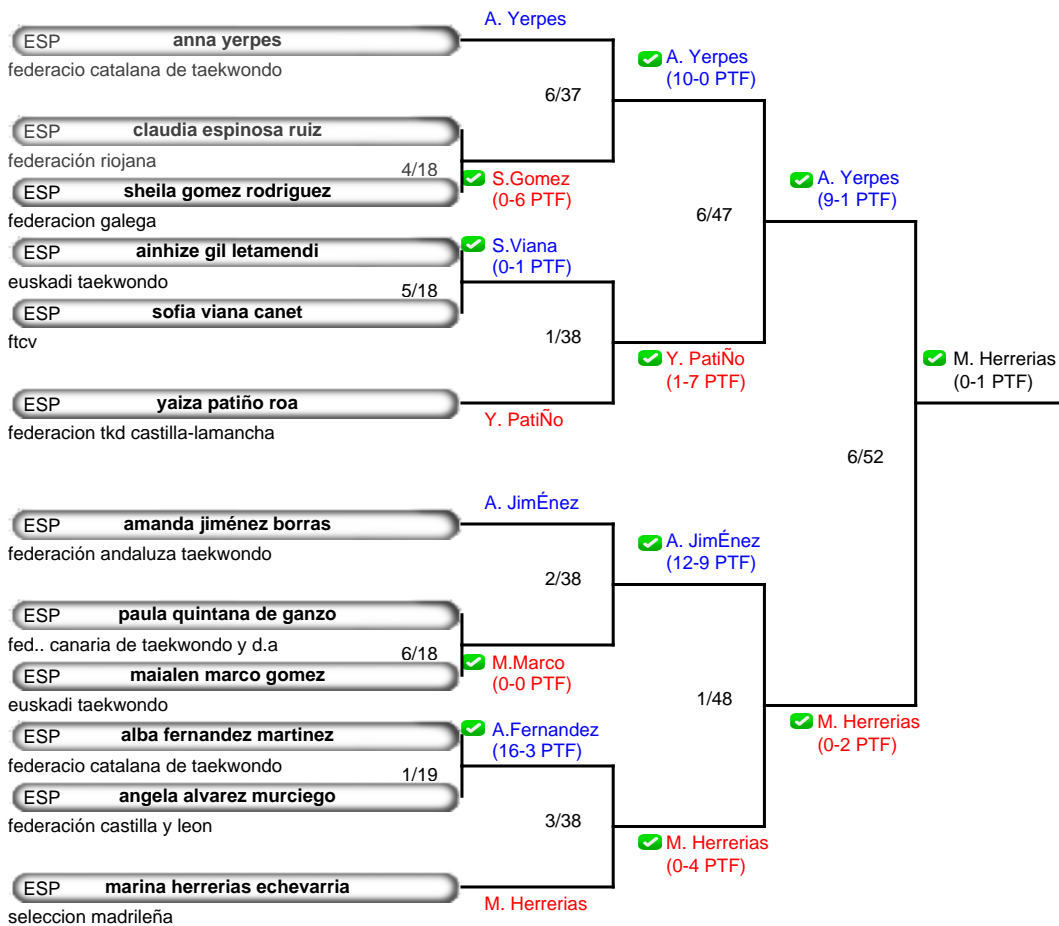 A. Yerpes
ESP anna yerpes
federacio catalana de taekwondo
A. Yerpes
(10-0 PTF)
6/37
ESP claudia espinosa ruiz
federación riojana
4/18
S.Gomez
(0-6 PTF)
ESP sheila gomez rodriguez
federacion galega
A. Yerpes
(9-1 PTF)
6/47
ESP ainhize gil letamendi
euskadi taekwondo
S.Viana
(0-1 PTF)
5/18
ESP sofia viana canet
ftcv
1/38
Y. PatiÑo
(1-7 PTF)
M. Herrerias
(0-1 PTF)
ESP yaiza patiño roa
federacion tkd castilla-lamancha
Y. PatiÑo
6/52
A. JimÉnez
ESP amanda jiménez borras
federación andaluza taekwondo
A. JimÉnez
(12-9 PTF)
2/38
ESP paula quintana de ganzo
fed.. canaria de taekwondo y d.a
6/18
M.Marco
(0-0 PTF)
ESP maialen marco gomez
euskadi taekwondo
1/48
M. Herrerias
(0-2 PTF)
ESP alba fernandez martinez
federacio catalana de taekwondo
A.Fernandez
(16-3 PTF)
1/19
ESP angela alvarez murciego
federación castilla y leon
3/38
M. Herrerias
(0-4 PTF)
ESP marina herrerias echevarria
seleccion madrileña
M. Herrerias